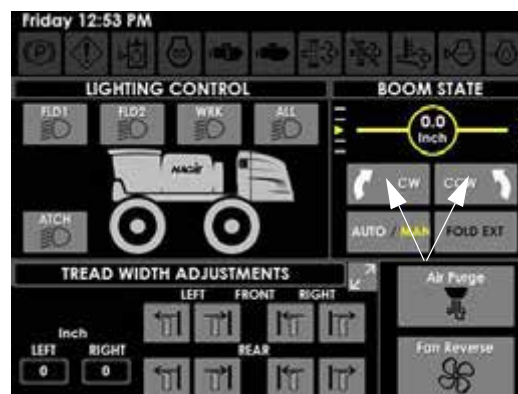 Friday 12:53 PM
LIGHTING CONTROL
BOOM STATE
FLD1 FLD2 WRK ALL
0.0
Inch
CW CCW
ATCH
AUTO / MAN FOLD EXT
TREAD WIDTH ADJUSTMENTS
LEFT FRONT RIGHT
Air Purge
Inch
LEFT RIGHT
REAR
0 0
Fan Reverse